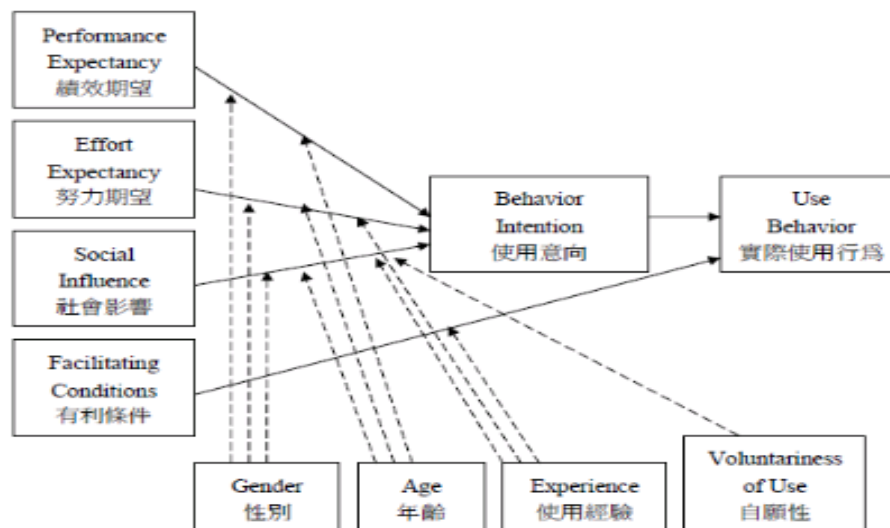 Performance
Expectancy
績效期望
Effort
Expectancy
努力期望
Social
Influence
社會影響
Facilitating
Conditions
有利條件
Behavior
Intention
使用意向
Use
Behavior
實際使用行爲
Gender
性別
Age
年齡
Experience
使用經驗
Voluntariness
of Use
自願性